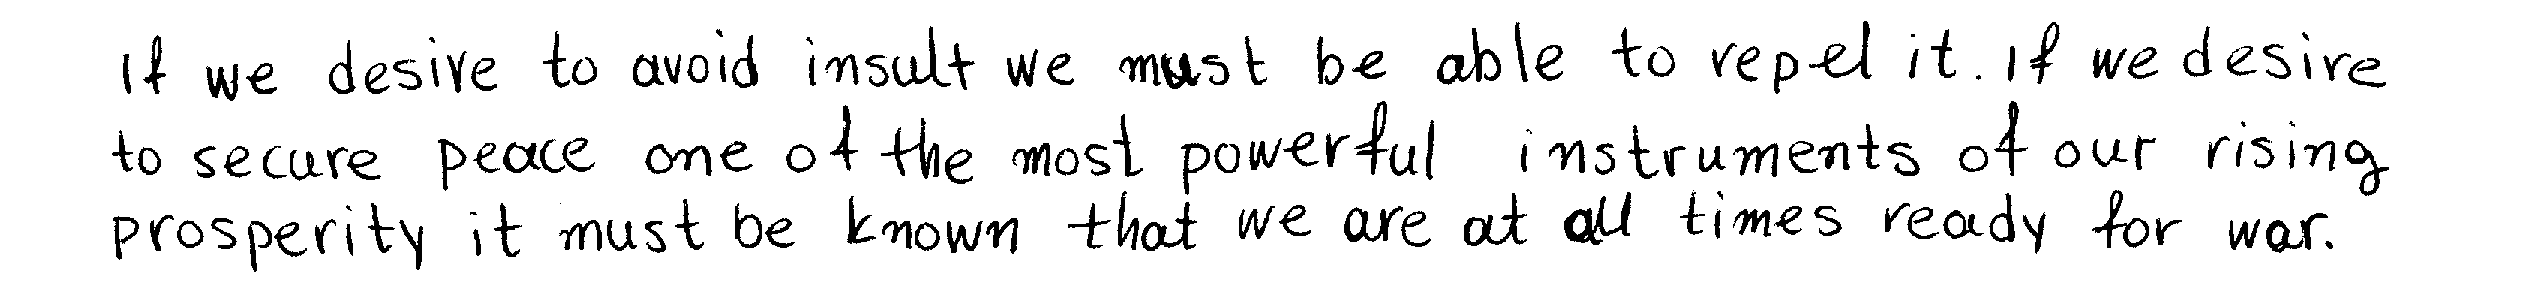 If we desire to avoid insult we must be able to repel it. If we desire
to secure peace one of the most powerful instruments of our rising
prosperity it must be known that we are at all times ready for war.